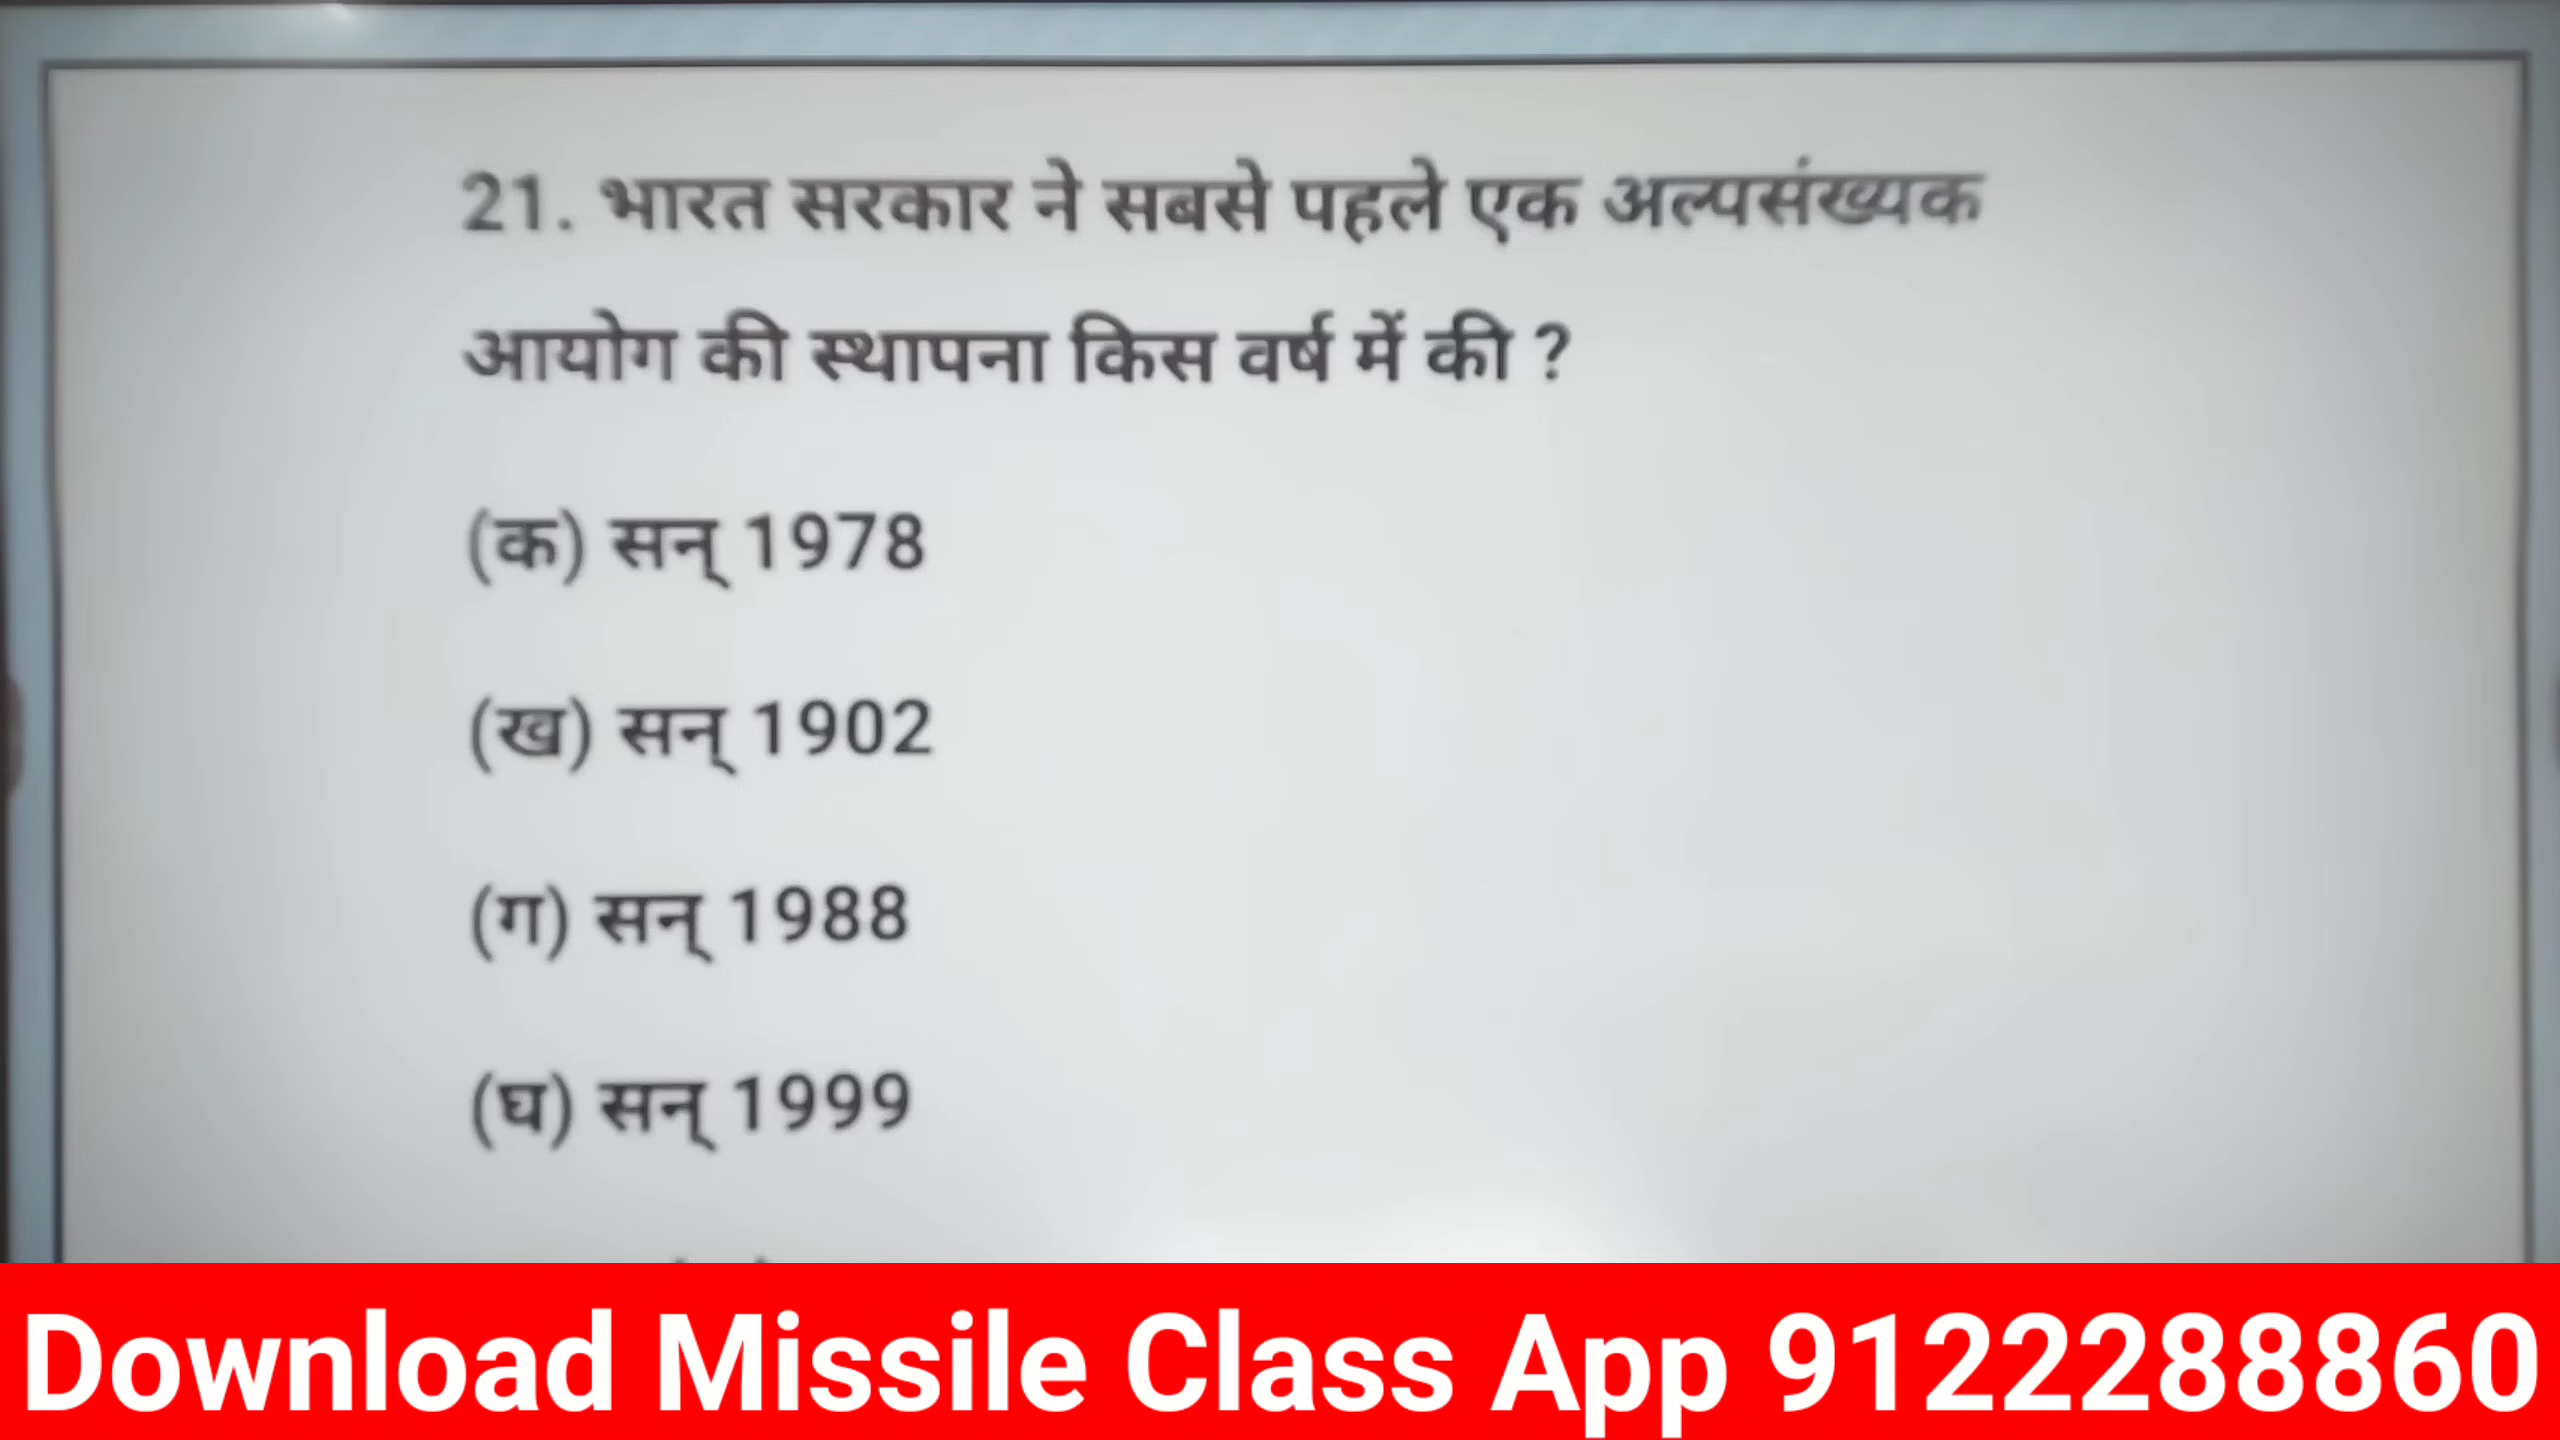 21. भारत सरकार ने सबसे पहले एक अल्पसंख्यक
आयोग की स्थापना किस वर्ष में की ?
(क) सन् 1978
(ख) सन् 1902
(ग) सन् 1988
(घ) सन् 1999
Download Missile Class App 9122288860